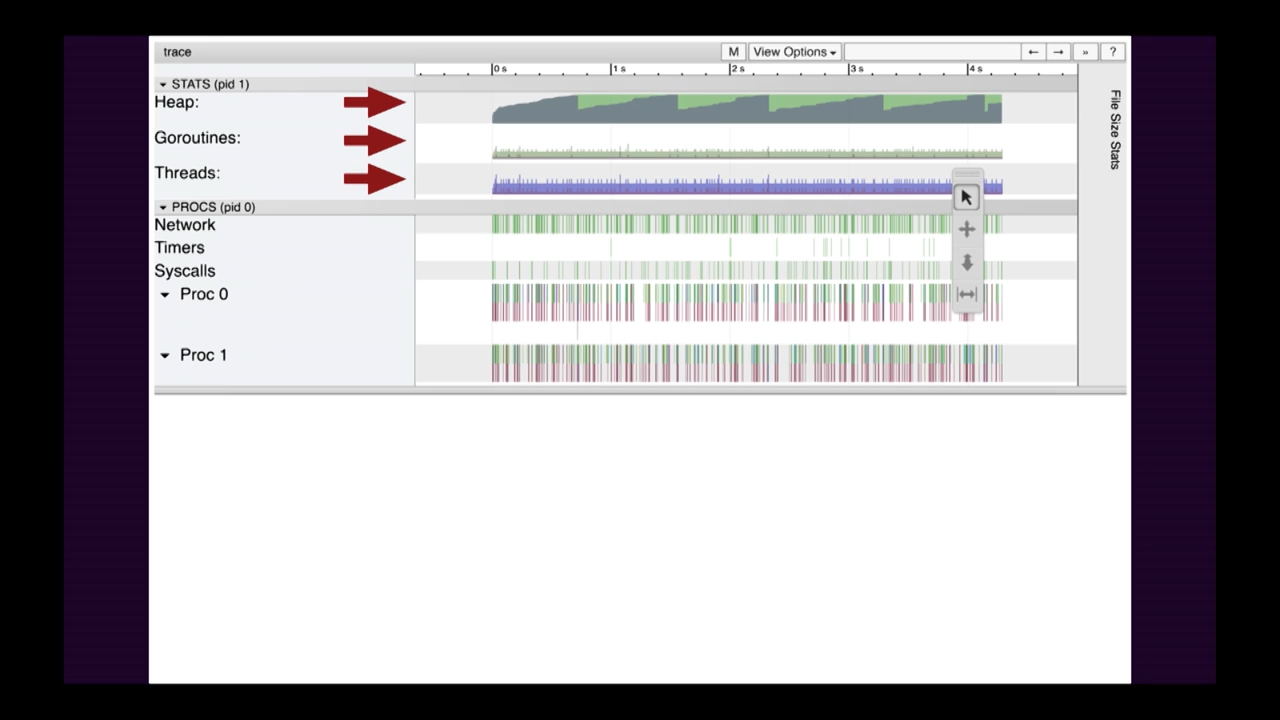 trace M View Options ← → » ?
0 s 1 s 2 s 3 s 4 s
STATS (pid 1)
Heap:
Goroutines:
Threads:
PROCS (pid 0)
Network
Timers
Syscalls
Proc 0
Proc 1
File Size Stats